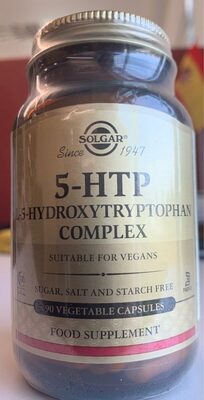 SOLGAR®
Since 1947
5-HTP
L-5-HYDROXYTRYPTOPHAN
COMPLEX
SUITABLE FOR VEGANS
SUGAR, SALT AND STARCH FREE
90 VEGETABLE CAPSULES
FOOD SUPPLEMENT